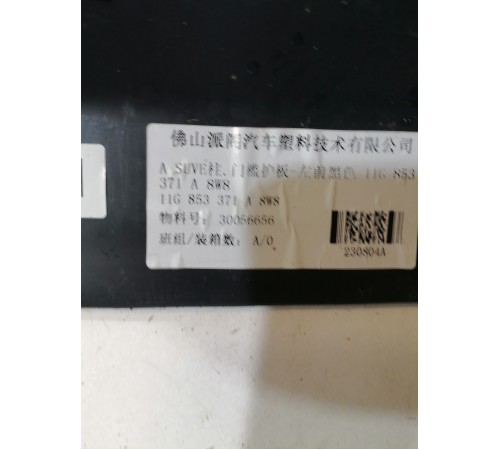 佛山派阁汽车塑料技术有限公司
A SUVE柱.门槛护板-左前黑色 11G 853
371 A 8W8
11G 853 371 A 8W8
物料号: 30056656
班组/装箱数: A/0
230804A